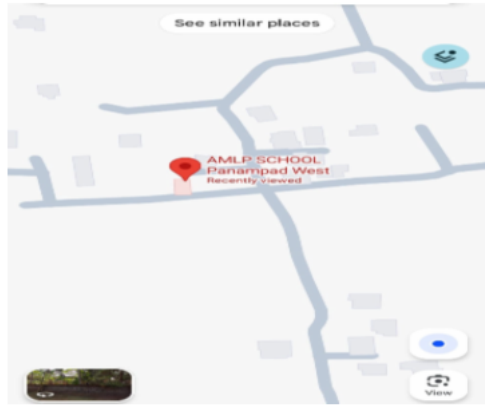 See similar places
AMLP SCHOOL
Panampad West
Recently viewed
View